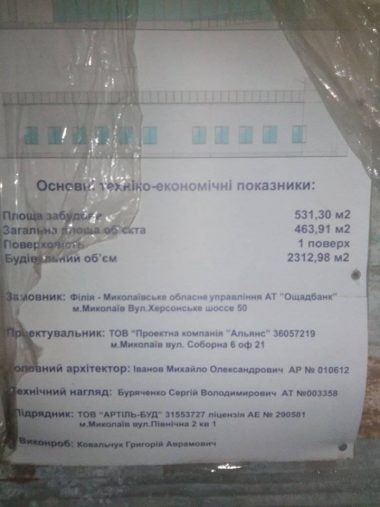 Основні техніко-економічні показники:
Площа забудови 531,30 м2
Загальна площа об'єкта 463,91 м2
Поверховість 1 поверх
Будівельний об'єм 2312,98 м2
Замовник: Філія - Миколаївське обласне управління АТ "Ощадбанк"
м.Миколаїв Вул.Херсонське шоссе 50
Проектувальник: ТОВ "Проектна компанія "Альянс" 36057219
м.Миколаїв вул. Соборна 6 оф 21
Головний архітектор: Іванов Михайло Олександрович АР № 010612
Технічний нагляд: Буряченко Сергій Володимирович АТ №003358
Підрядник: ТОВ "АРТІЛЬ-БУД" 31553727 ліцензія АЕ № 290581
м.Миколаїв вул.Північна 2 кв 1
Виконроб: Ковальчук Григорій Аврамович